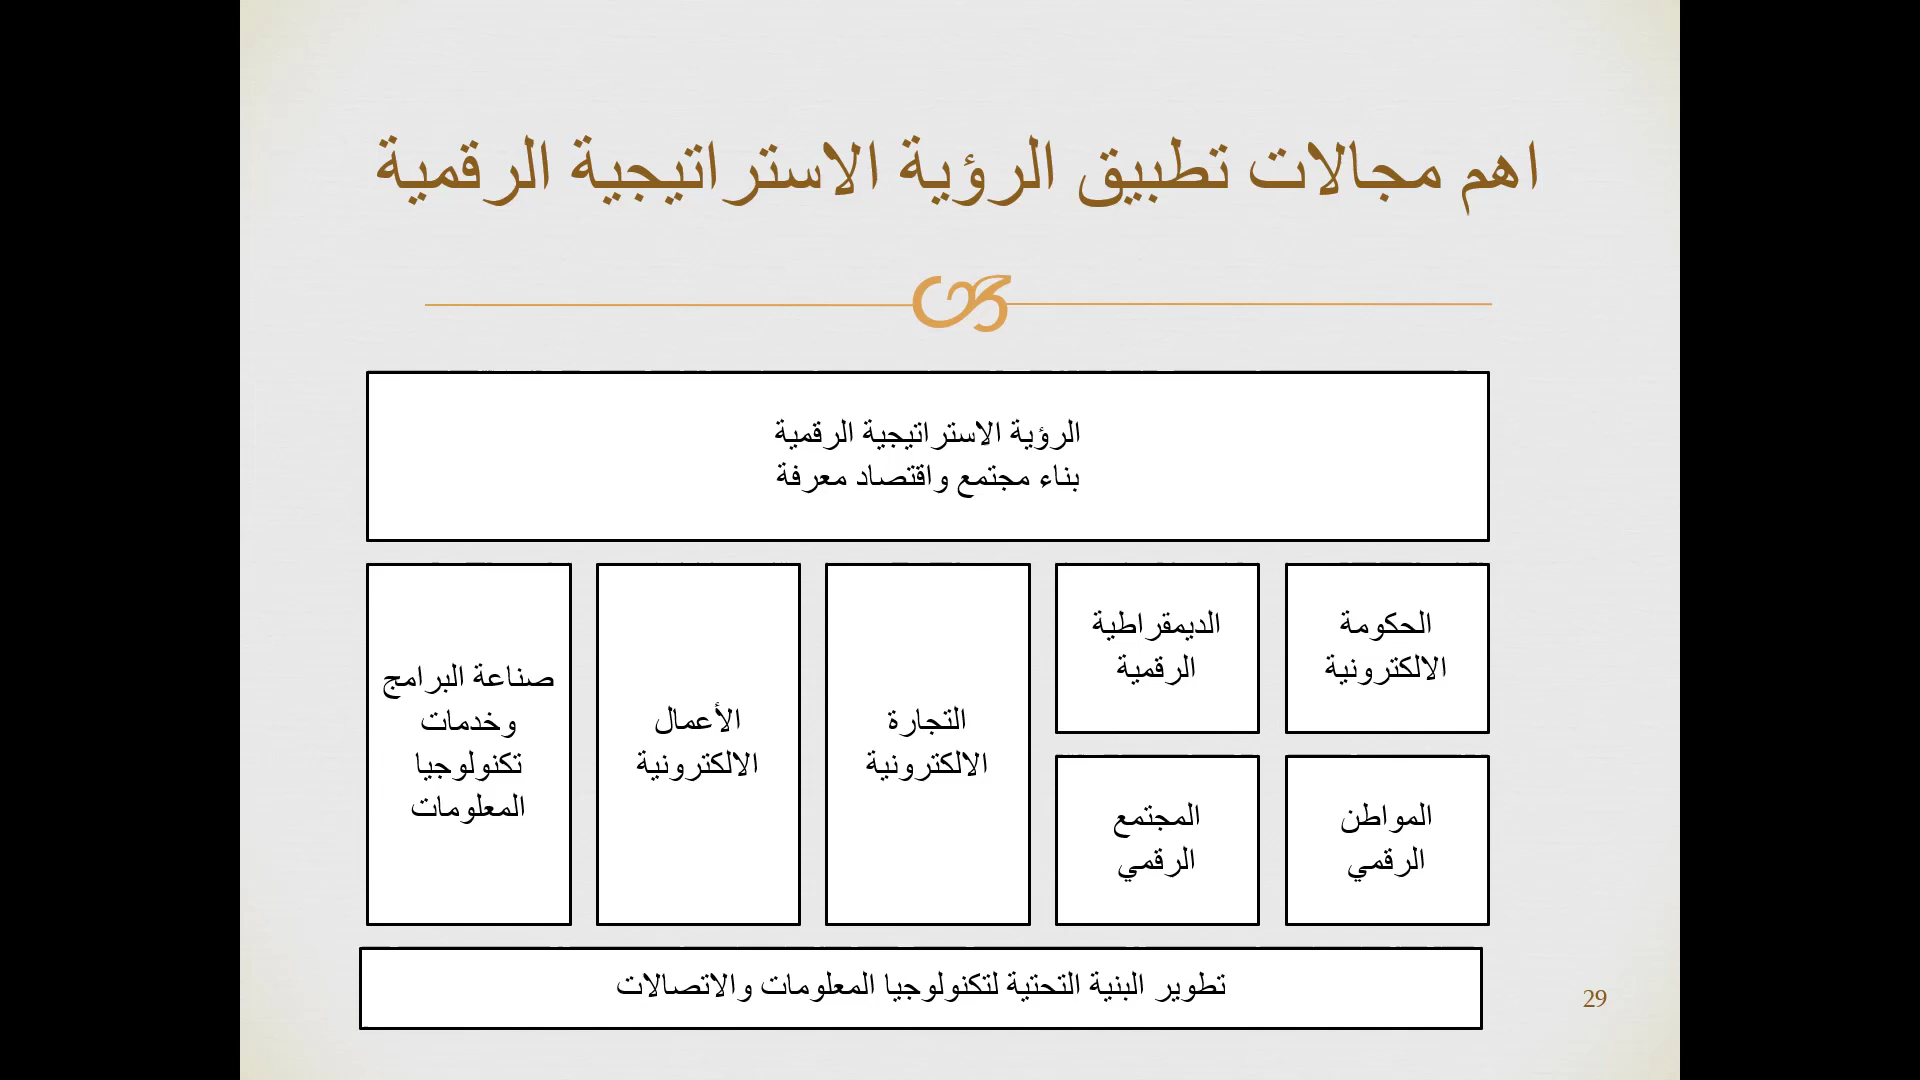 اهم مجالات تطبيق الرؤية الاستراتيجية الرقمية
الرؤية الاستراتيجية الرقمية
بناء مجتمع واقتصاد معرفة
الحكومة
الالكترونية
الديمقراطية
الرقمية
التجارة
الالكترونية
الأعمال
الالكترونية
صناعة البرامج
وخدمات
تكنولوجيا
المعلومات
المواطن
الرقمي
المجتمع
الرقمي
تطوير البنية التحتية لتكنولوجيا المعلومات والاتصالات
29